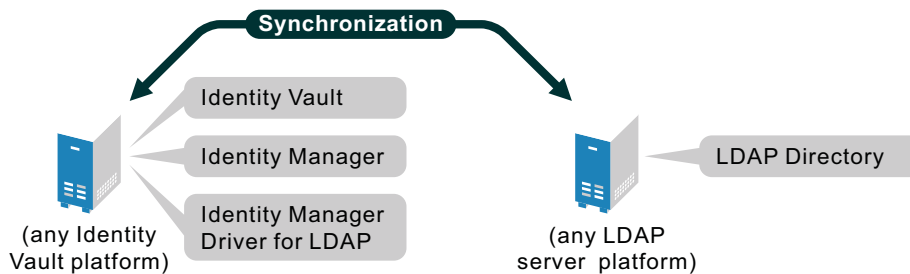 Synchronization
Identity Vault
Identity Manager
Identity Manager
Driver for LDAP
(any Identity
Vault platform)
LDAP Directory
(any LDAP
server platform)